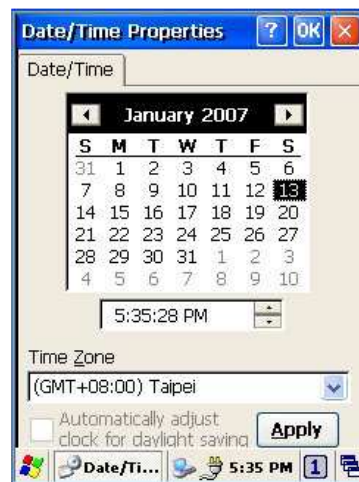 Date/Time Properties ? OK ×
Date/Time
January 2007
S M T W T F S
31 1 2 3 4 5 6
7 8 9 10 11 12 13
14 15 16 17 18 19 20
21 22 23 24 25 26 27
28 29 30 31 1 2 3
4 5 6 7 8 9 10
5:35:28 PM
Time Zone
(GMT+08:00) Taipei
Automatically adjust
clock for daylight saving
Apply
Date/Ti... 5:35 PM 1